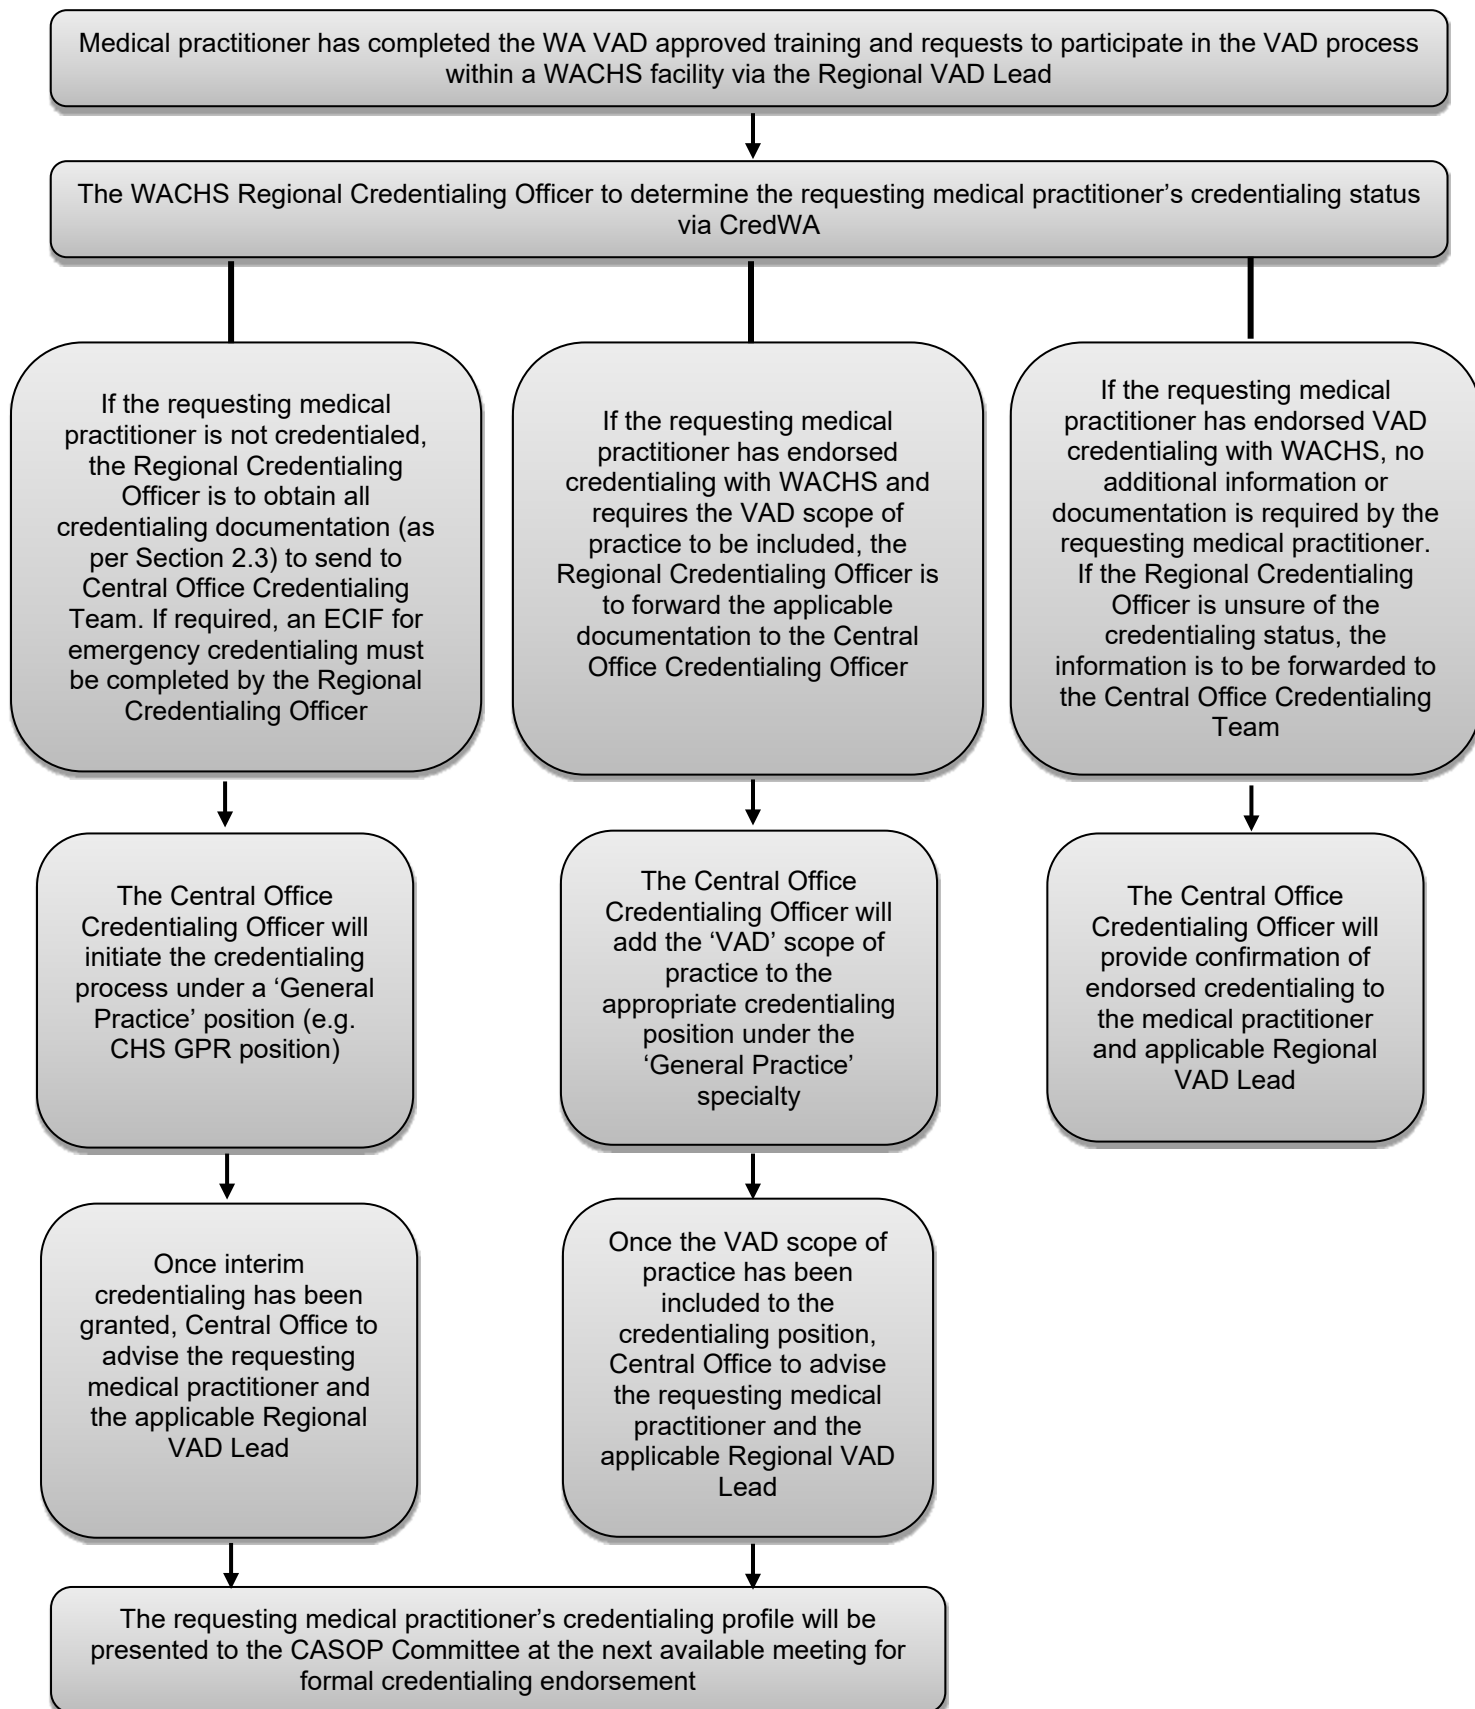 Medical practitioner has completed the WA VAD approved training and requests to participate in the VAD process
within a WACHS facility via the Regional VAD Lead
The WACHS Regional Credentialing Officer to determine the requesting medical practitioner’s credentialing status
via CredWA
If the requesting medical
practitioner is not credentialed,
the Regional Credentialing
Officer is to obtain all
credentialing documentation (as
per Section 2.3) to send to
Central Office Credentialing
Team. If required, an ECIF for
emergency credentialing must
be completed by the Regional
Credentialing Officer
If the requesting medical
practitioner has endorsed
credentialing with WACHS and
requires the VAD scope of
practice to be included, the
Regional Credentialing Officer is
to forward the applicable
documentation to the Central
Office Credentialing Officer
If the requesting medical
practitioner has endorsed VAD
credentialing with WACHS, no
additional information or
documentation is required by the
requesting medical practitioner.
If the Regional Credentialing
Officer is unsure of the
credentialing status, the
information is to be forwarded to
the Central Office Credentialing
Team
The Central Office
Credentialing Officer will
initiate the credentialing
process under a ‘General
Practice’ position (e.g.
CHS GPR position)
The Central Office
Credentialing Officer will
add the ‘VAD’ scope of
practice to the
appropriate credentialing
position under the
‘General Practice’
specialty
The Central Office
Credentialing Officer will
provide confirmation of
endorsed credentialing to
the medical practitioner
and applicable Regional
VAD Lead
Once interim
credentialing has been
granted, Central Office to
advise the requesting
medical practitioner and
the applicable Regional
VAD Lead
Once the VAD scope of
practice has been
included to the
credentialing position,
Central Office to advise
the requesting medical
practitioner and the
applicable Regional VAD
Lead
The requesting medical practitioner’s credentialing profile will be
presented to the CASOP Committee at the next available meeting for
formal credentialing endorsement